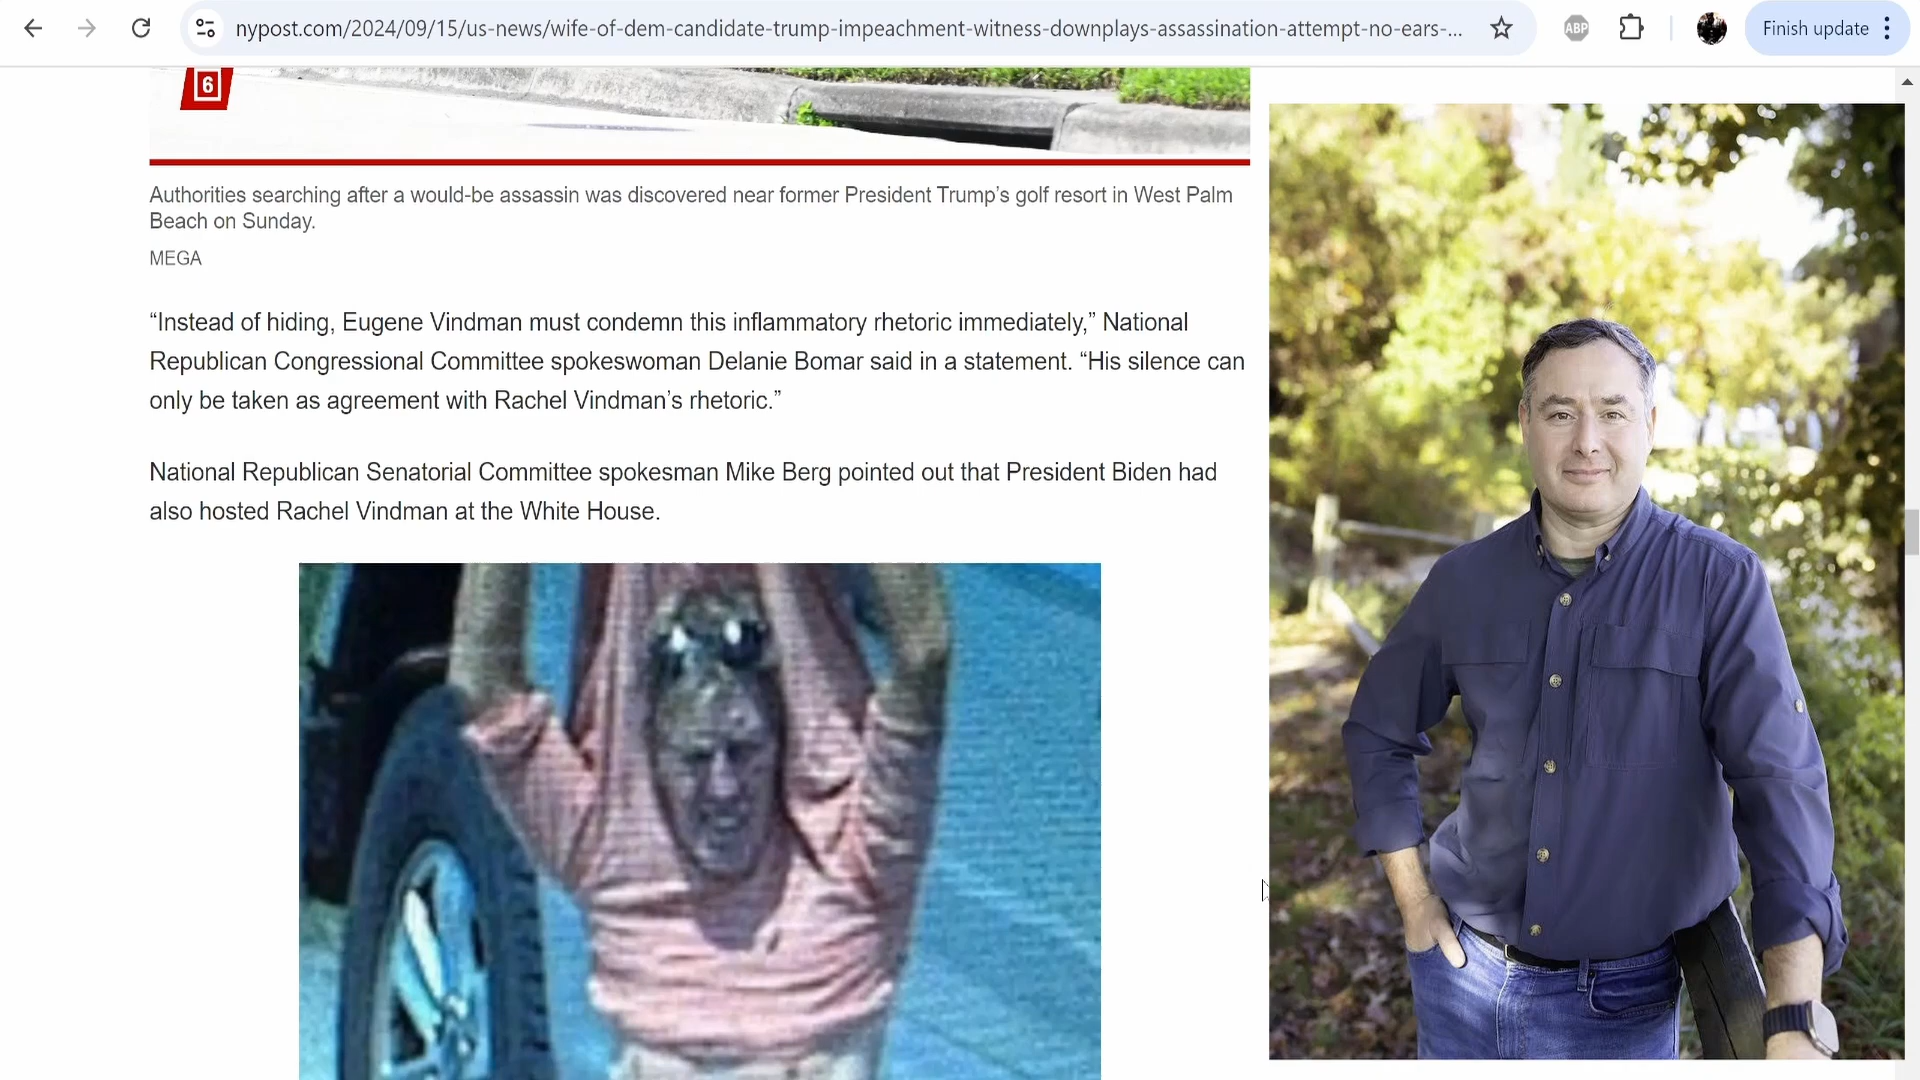 nypost.com/2024/09/15/us-news/wife-of-dem-candidate-trump-impeachment-witness-downplays-assassination-attempt-no-ears-...
ABP
Finish update
6
Authorities searching after a would-be assassin was discovered near former President Trump’s golf resort in West Palm
Beach on Sunday.
MEGA
“Instead of hiding, Eugene Vindman must condemn this inflammatory rhetoric immediately,” National
Republican Congressional Committee spokeswoman Delanie Bomar said in a statement. “His silence can
only be taken as agreement with Rachel Vindman’s rhetoric.”
National Republican Senatorial Committee spokesman Mike Berg pointed out that President Biden had
also hosted Rachel Vindman at the White House.